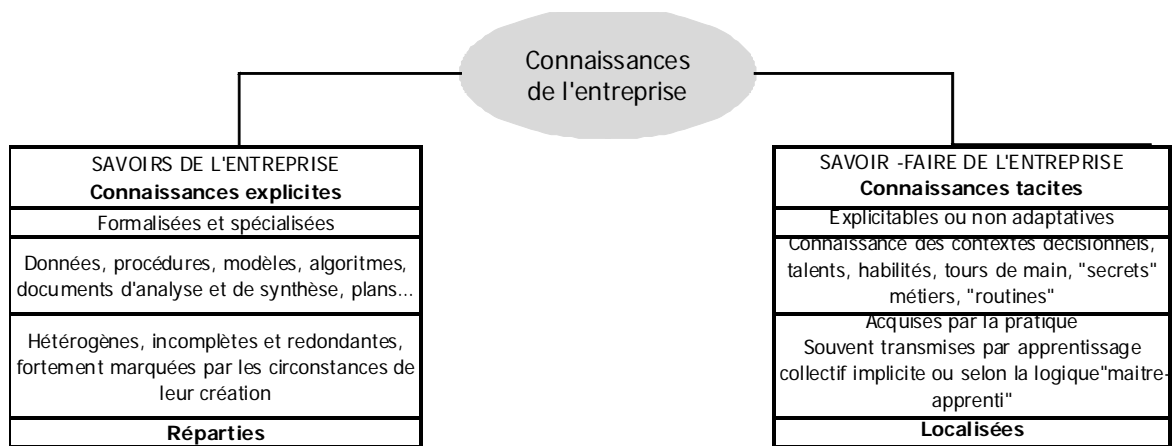 Connaissances
de l'entreprise
SAVOIRS DE L'ENTREPRISE
Connaissances explicites
Formalisées et spécialisées
Données, procédures, modèles, algoritmes,
documents d'analyse et de synthèse, plans...
Hétérogènes, incomplètes et redondantes,
fortement marquées par les circonstances de
leur création
Réparties
SAVOIR -FAIRE DE L'ENTREPRISE
Connaissances tacites
Explicitables ou non adaptatives
Connaissance des contextes décisionnels,
talents, habilités, tours de main, "secrets"
métiers, "routines"
Acquises par la pratique
Souvent transmises par apprentissage
collectif implicite ou selon la logique"maitre-
apprenti"
Localisées